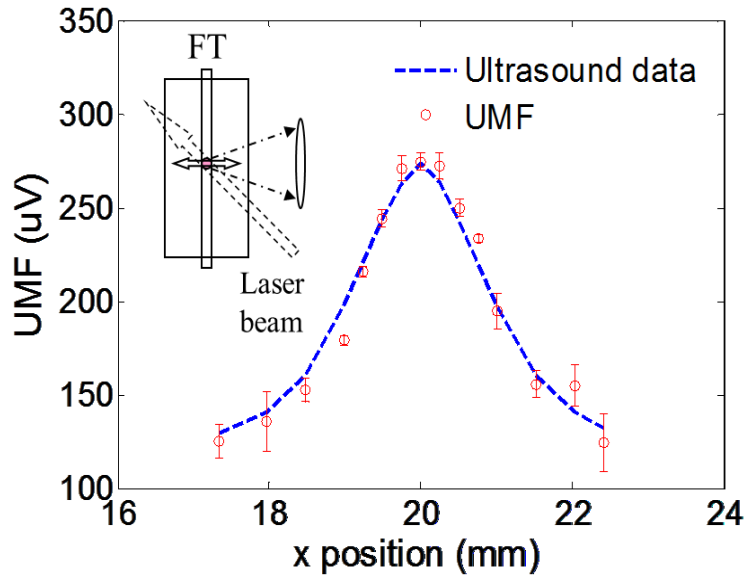 350
300
250
200
150
100
UMF (uV)
FT
Laser
beam
Ultrasound data
UMF
16
18
20
22
24
x position (mm)